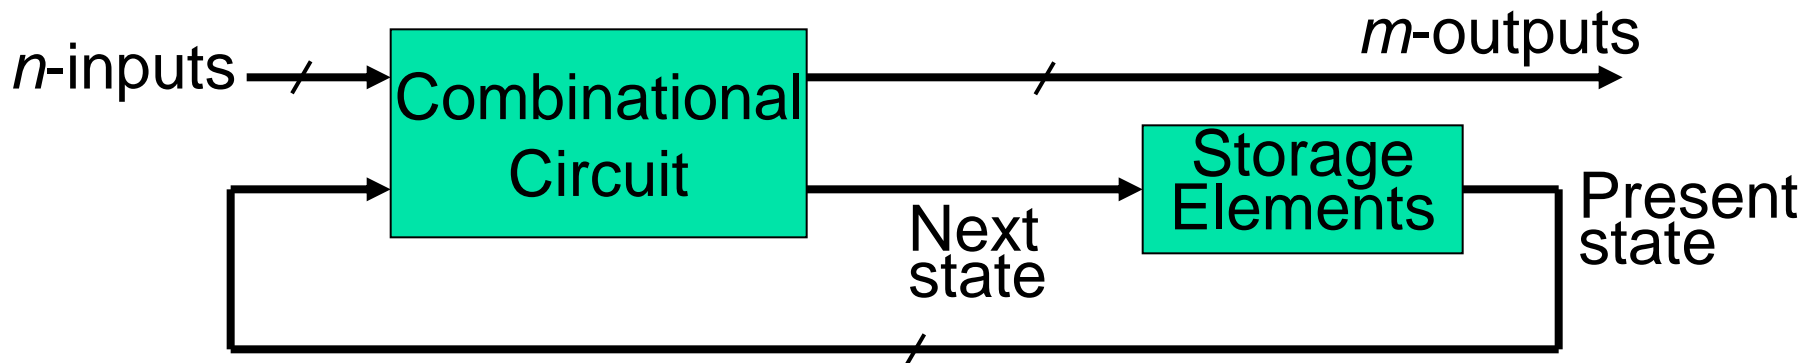 n-inputs
Combinational
Circuit
m-outputs
Next
state
Storage
Elements
Present
state